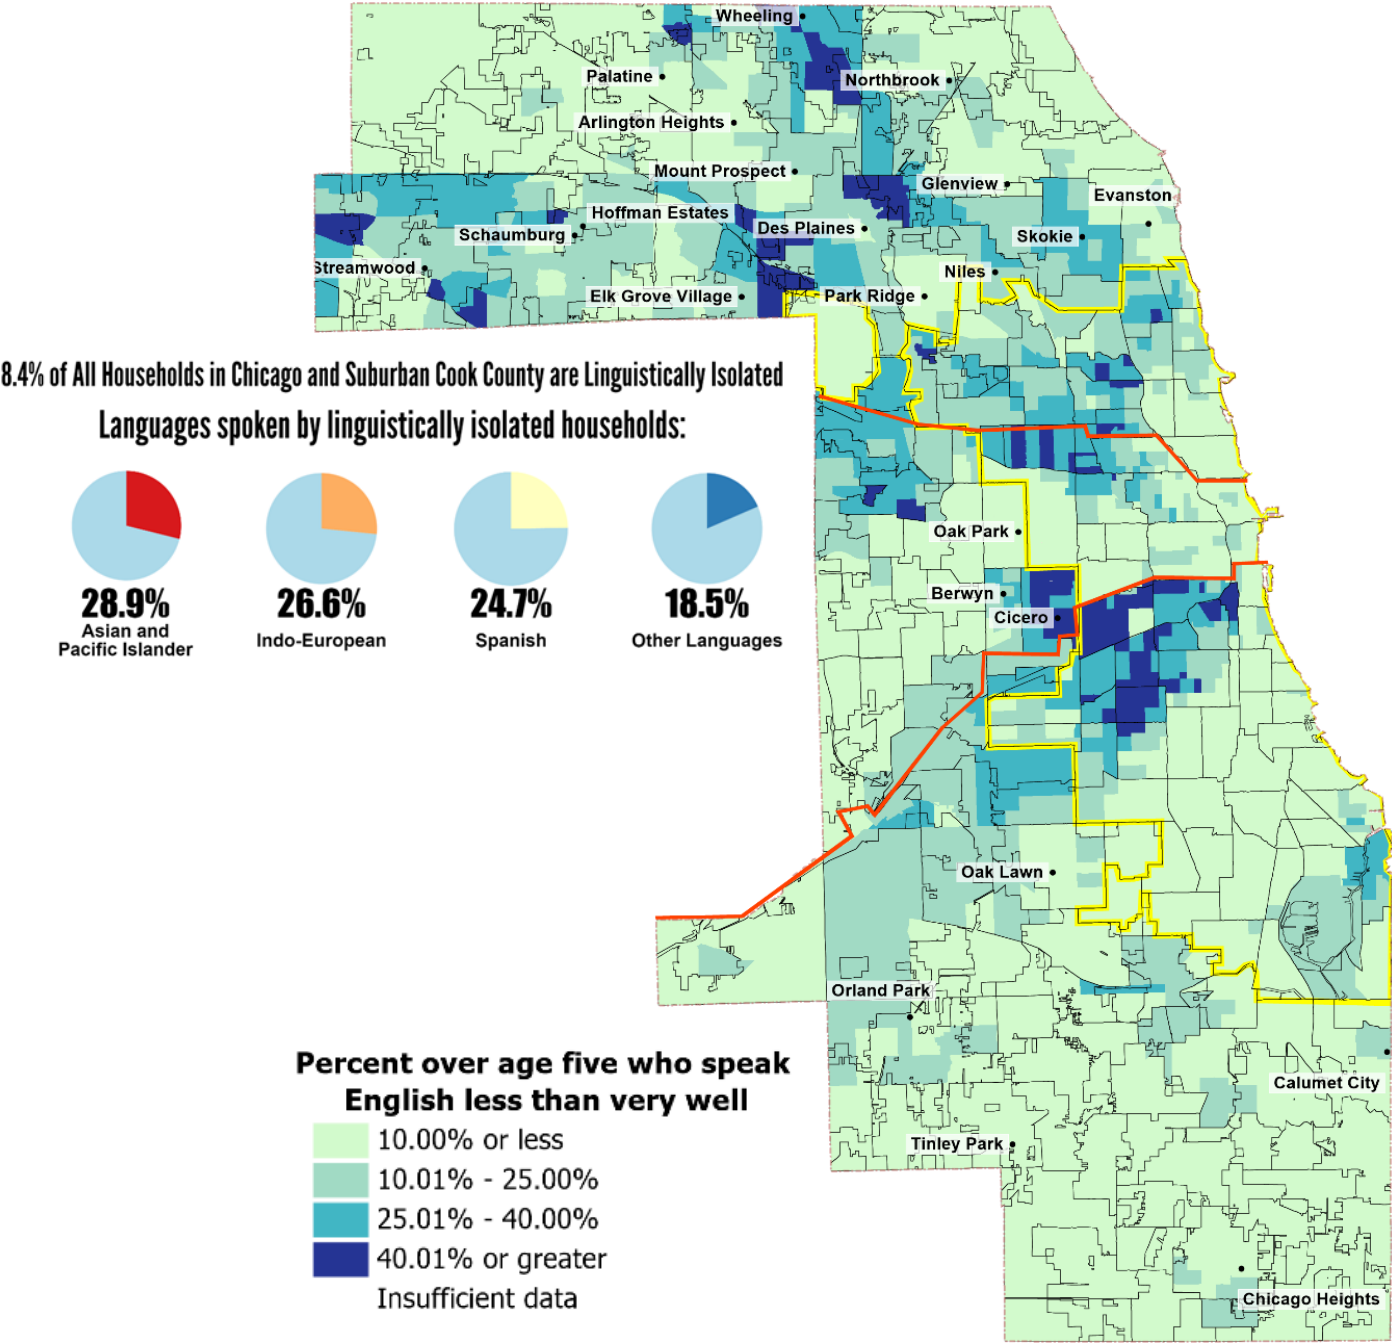 Wheeling
Palatine
Northbrook
Arlington Heights
Mount Prospect
Glenview
Evanston
Hoffman Estates
Schaumburg
Des Plaines
Skokie
Streamwood
Niles
Elk Grove Village
Park Ridge
8.4% of All Households in Chicago and Suburban Cook County are Linguistically Isolated
Languages spoken by linguistically isolated households:
28.9%
Asian and
Pacific Islander
26.6%
Indo-European
24.7%
Spanish
18.5%
Other Languages
Oak Park
Berwyn
Cicero
Oak Lawn
Orland Park
Calumet City
Tinley Park
Chicago Heights
Percent over age five who speak
English less than very well
10.00% or less
10.01% - 25.00%
25.01% - 40.00%
40.01% or greater
Insufficient data